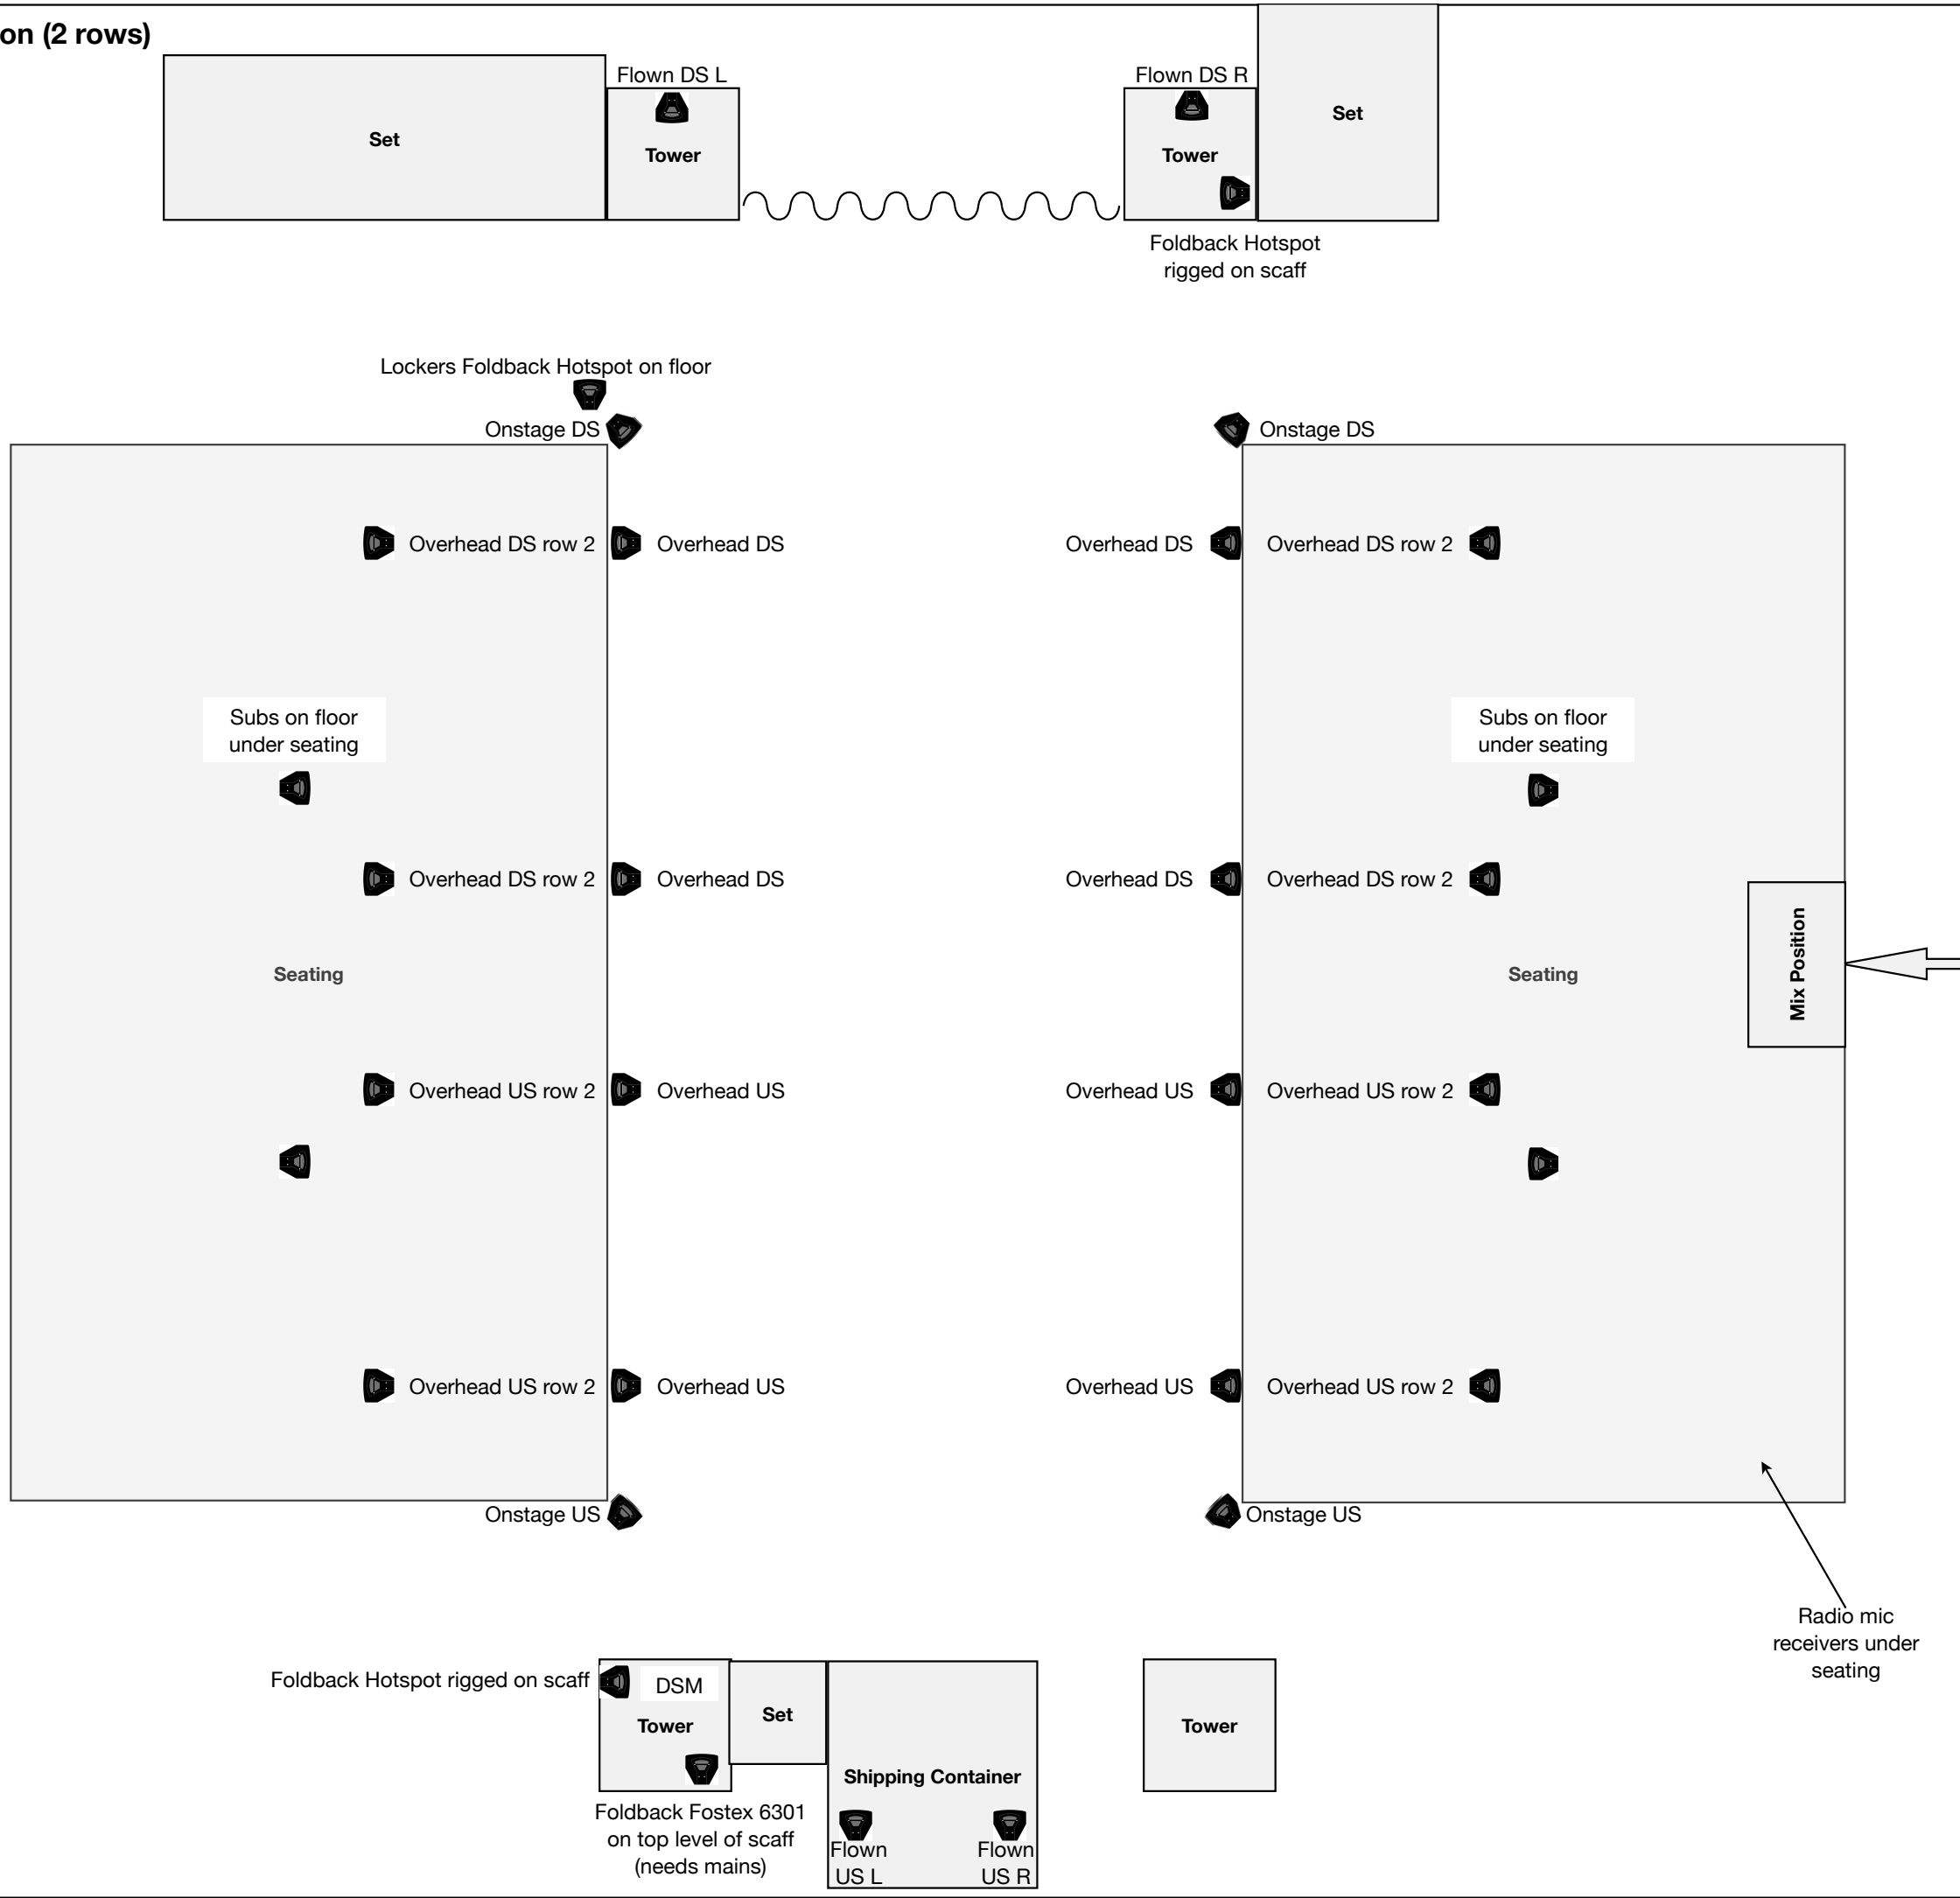 on (2 rows)
Flown DS L
Flown DS R
Set
Tower
Tower
Set
Foldback Hotspot
rigged on scaff
Lockers Foldback Hotspot on floor
Onstage DS
Onstage DS
Overhead DS row 2
Overhead DS
Overhead DS
Overhead DS row 2
Subs on floor
under seating
Subs on floor
under seating
Overhead DS row 2
Overhead DS
Overhead DS
Overhead DS row 2
Seating
Seating
Mix Position
Overhead US row 2
Overhead US
Overhead US
Overhead US row 2
Overhead US row 2
Overhead US
Overhead US
Overhead US row 2
Onstage US
Onstage US
Radio mic
receivers under
seating
Foldback Hotspot rigged on scaff
DSM
Tower
Set
Shipping Container
Tower
Foldback Fostex 6301
on top level of scaff
(needs mains)
Flown
US L
Flown
US R